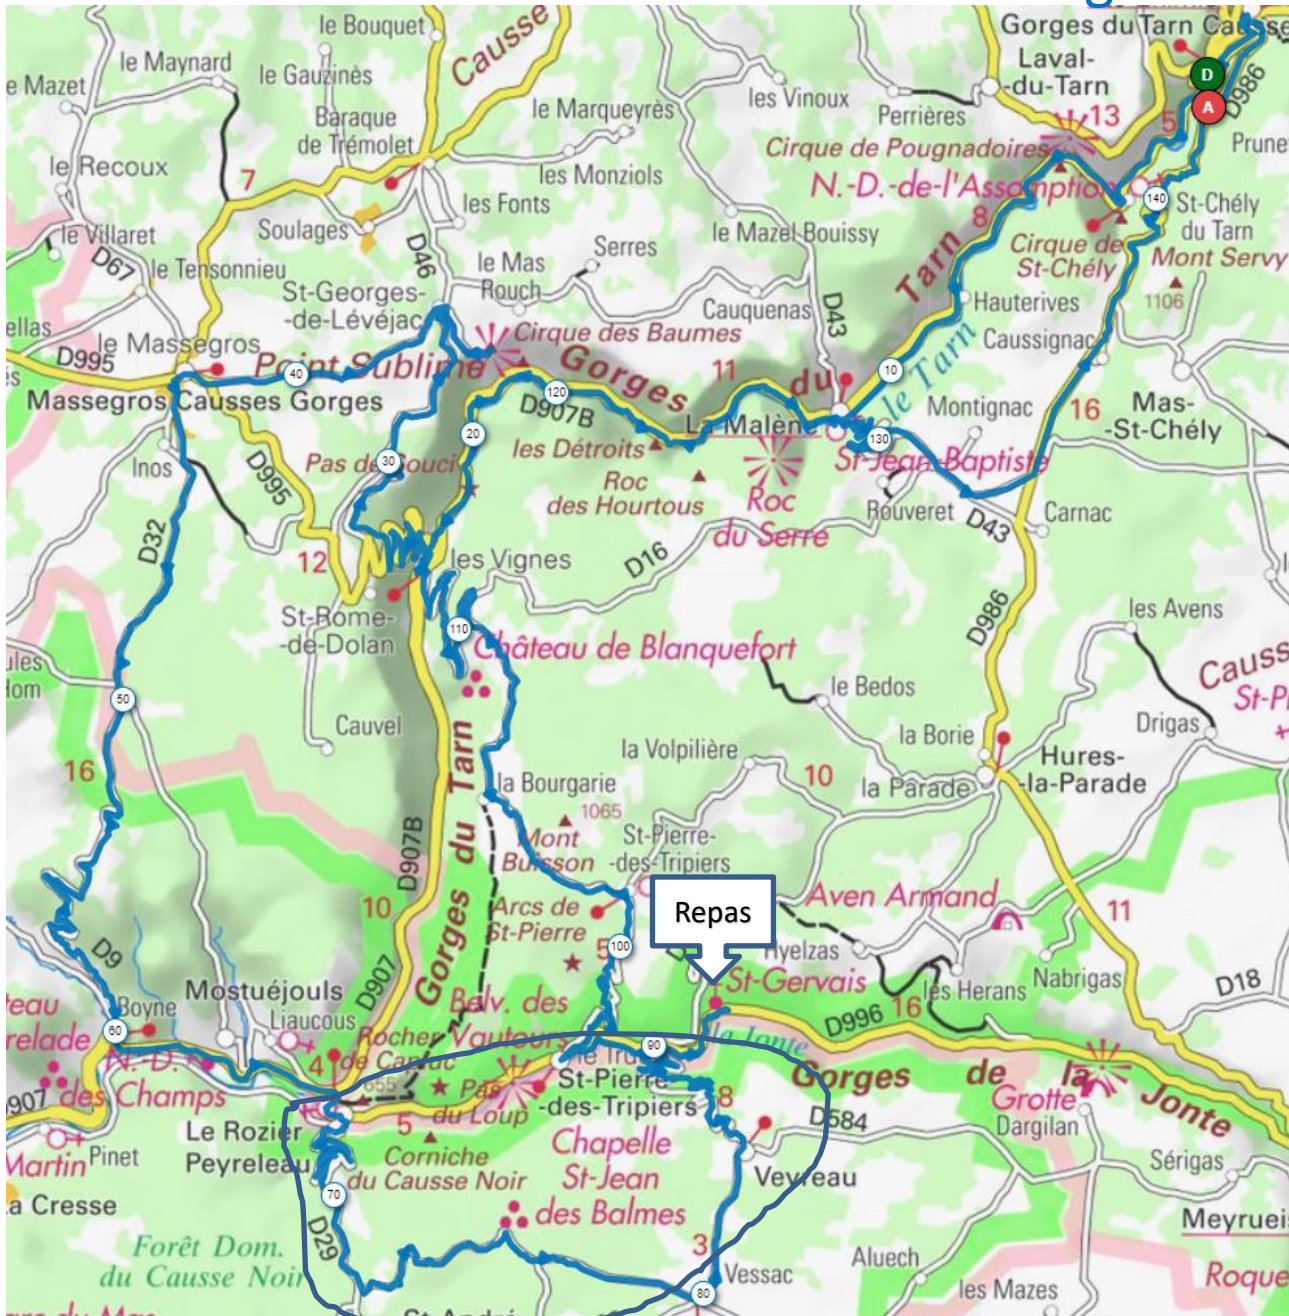 Gorges du Tarn Causse
le Bouquet
Causse
Laval-
-du-Tarn
D
A
D986
le Maynard
le Gauzinès
le Mazet
le Marqueyrès
les Vinoux
Perrières
13
5
Baraque
de Trémolet
Cirque de Pougnadoires
Prune
le Recoux
7
les Monziols
N.-D.-de-l'Assomption
140
St-Chély
du Tarn
les Fonts
8
Soulages
le Villaret
D67
D46
Serres
le Mazel Bouissy
Tarn
Cirque de
St-Chély
Mont Servy
1106
le Tensonnieu
le Mas
Rouch
St-Georges-
-de-Lévéjac
Cauquenas
D43
Hauterives
ellas
D995
le Massegros
Cirque des Baumes
Caussignac
Point Sublime
40
Gorges
11
du
10
le Tarn
Massegros Causses Gorges
120
D907B
La Malène
Montignac
16
Mas-
-St-Chély
20
les Détroits
130
St-Jean-Baptiste
Inos
D995
Pas de Souci
30
Roc
des Hourtous
Roc
du Serre
Rouveret
D43
Carnac
D32
12
les Vignes
D16
St-Rome-
-de-Dolan
110
Château de Blanquefort
D986
les Avens
Causs
50
le Bedos
St-P
Cauvel
la Volpilière
la Borie
Drigas
16
la Bourgarie
10
Hures-
-la-Parade
la Parade
1065
Mont
Buisson
St-Pierre-
-des-Tripiers
D907B
Gorges du Tarn
10
Arcs de
St-Pierre
Repas
Aven Armand
11
D9
5
100
Hyelzas
Nabrigas
D18
Mostuéjouls
D907
St-Gervais
les Herans
Boyne
Liaucous
Belv. des
Vautours
D996
16
60
Rocher
de Capluc
90
la Jonte
N.-D.
des Champs
4
655
Pas
du Loup
St-Pierre-
-des-Tripiers
8
Gorges de la Jonte
D907
Grotte
Dargilan
Le Rozier
Peyreleau
5
Corniche
du Causse Noir
Chapelle
St-Jean
des Balmes
D584
Martin
Pinet
Veyreau
Sérigas
70
La Cresse
D29
Meyrueis
Forêt Dom.
du Causse Noir
3
Vessac
Aluech
80
les Mazes
Roque
St-André